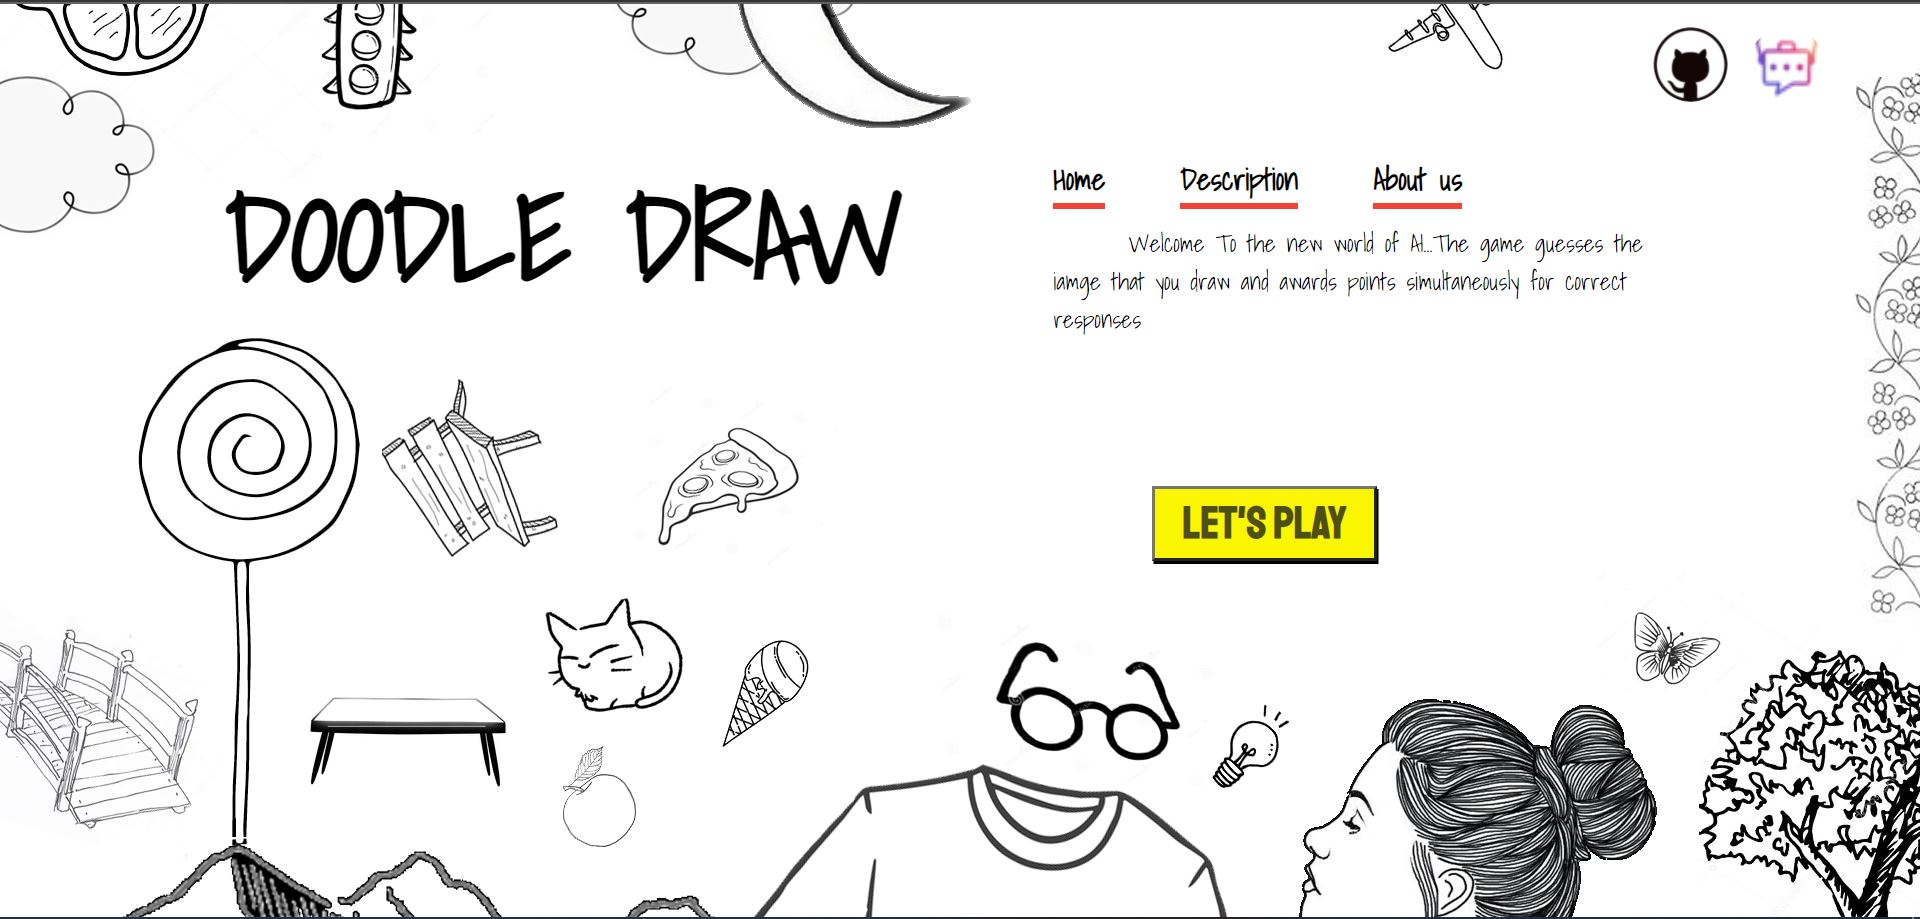 DOODLE DRAW
Home Description About us
Welcome To the new world of AI...The game guesses the
iamge that you draw and awards points simultaneously for correct
responses
LET'S PLAY